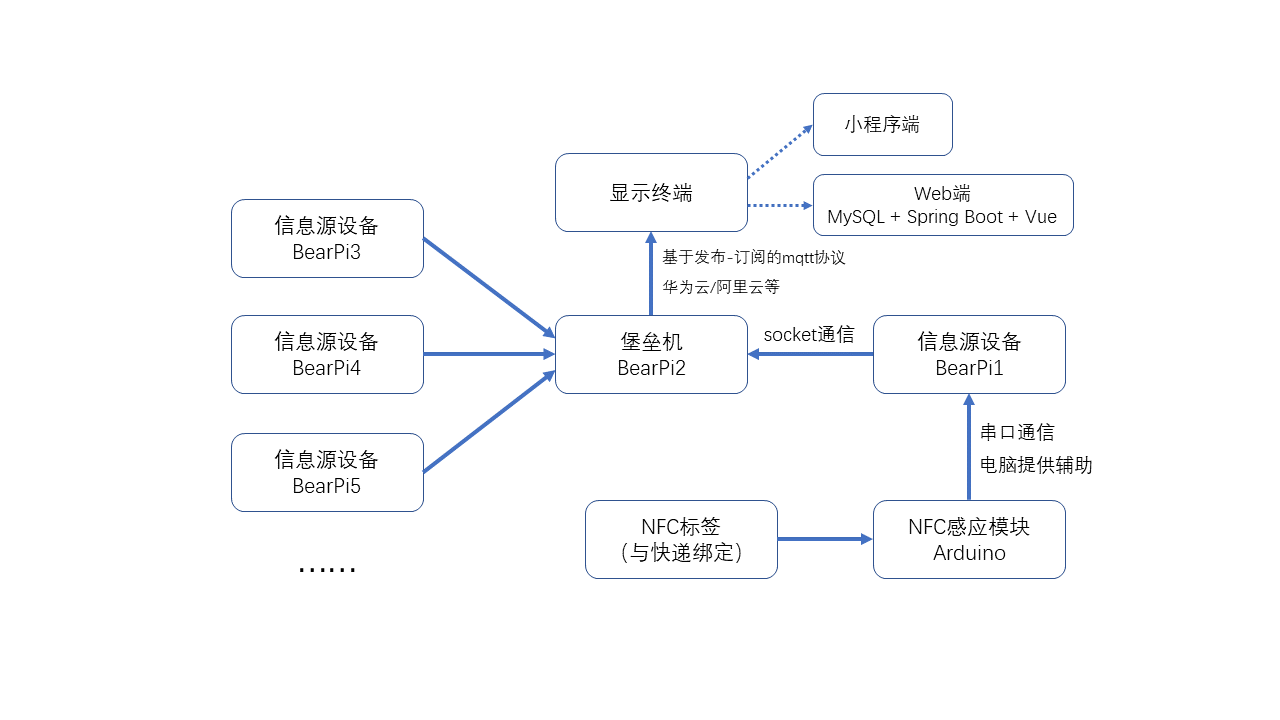 小程序端
显示终端
Web端
MySQL + Spring Boot + Vue
信息源设备
BearPi3
基于发布-订阅的mqtt协议
华为云/阿里云等
信息源设备
BearPi4
堡垒机
BearPi2
socket通信
信息源设备
BearPi1
串口通信
电脑提供辅助
信息源设备
BearPi5
NFC标签
（与快递绑定）
NFC感应模块
Arduino
……